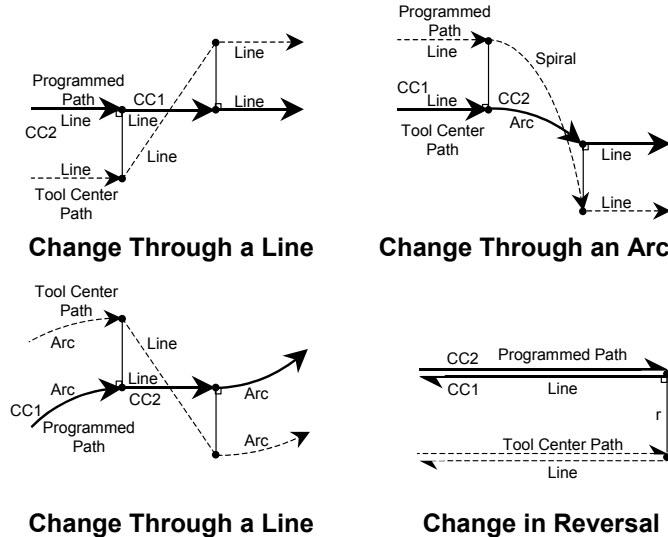 Line
Programmed
Path
CC1
Line
Line
Line
CC2
Line
Line
Tool Center
Path
Change Through a Line
Programmed
Path
Line
Spiral
CC1
CC2
Line
Arc
Tool Center
Path
Line
Line
Change Through an Arc
Tool Center
Path
Line
Arc
Arc
Line
CC2
Arc
CC1
Programmed
Path
Arc
Change Through a Line
CC2
Programmed Path
CC1
Line
r
Tool Center Path
Line
Change in Reversal